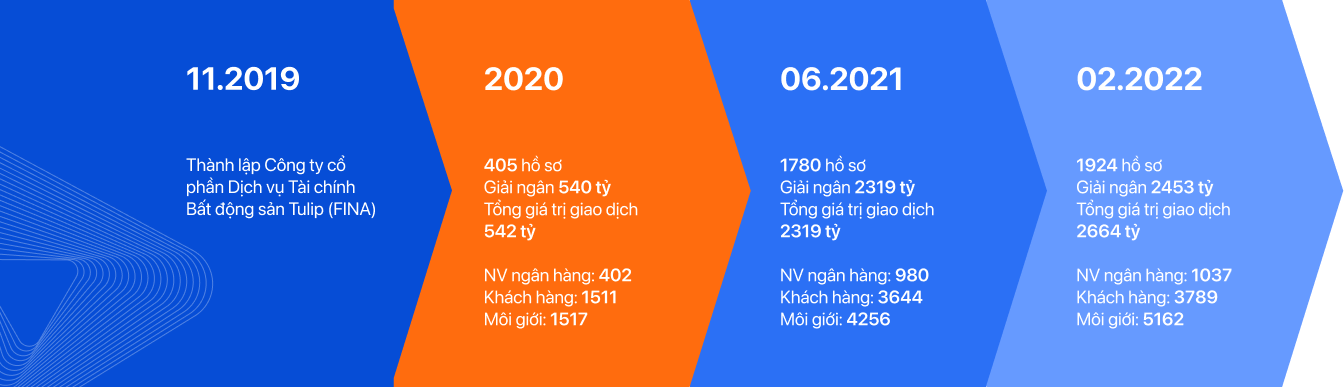 11.2019
Thành lập Công ty cổ
phần Dịch vụ Tài chính
Bất động sản Tulip (FINA)
2020
405 hồ sơ
Giải ngân 540 tỷ
Tổng giá trị giao dịch
542 tỷ
NV ngân hàng: 402
Khách hàng: 1511
Môi giới: 1517
06.2021
1780 hồ sơ
Giải ngân 2319 tỷ
Tổng giá trị giao dịch
2319 tỷ
NV ngân hàng: 980
Khách hàng: 3644
Môi giới: 4256
02.2022
1924 hồ sơ
Giải ngân 2453 tỷ
Tổng giá trị giao dịch
2664 tỷ
NV ngân hàng: 1037
Khách hàng: 3789
Môi giới: 5162